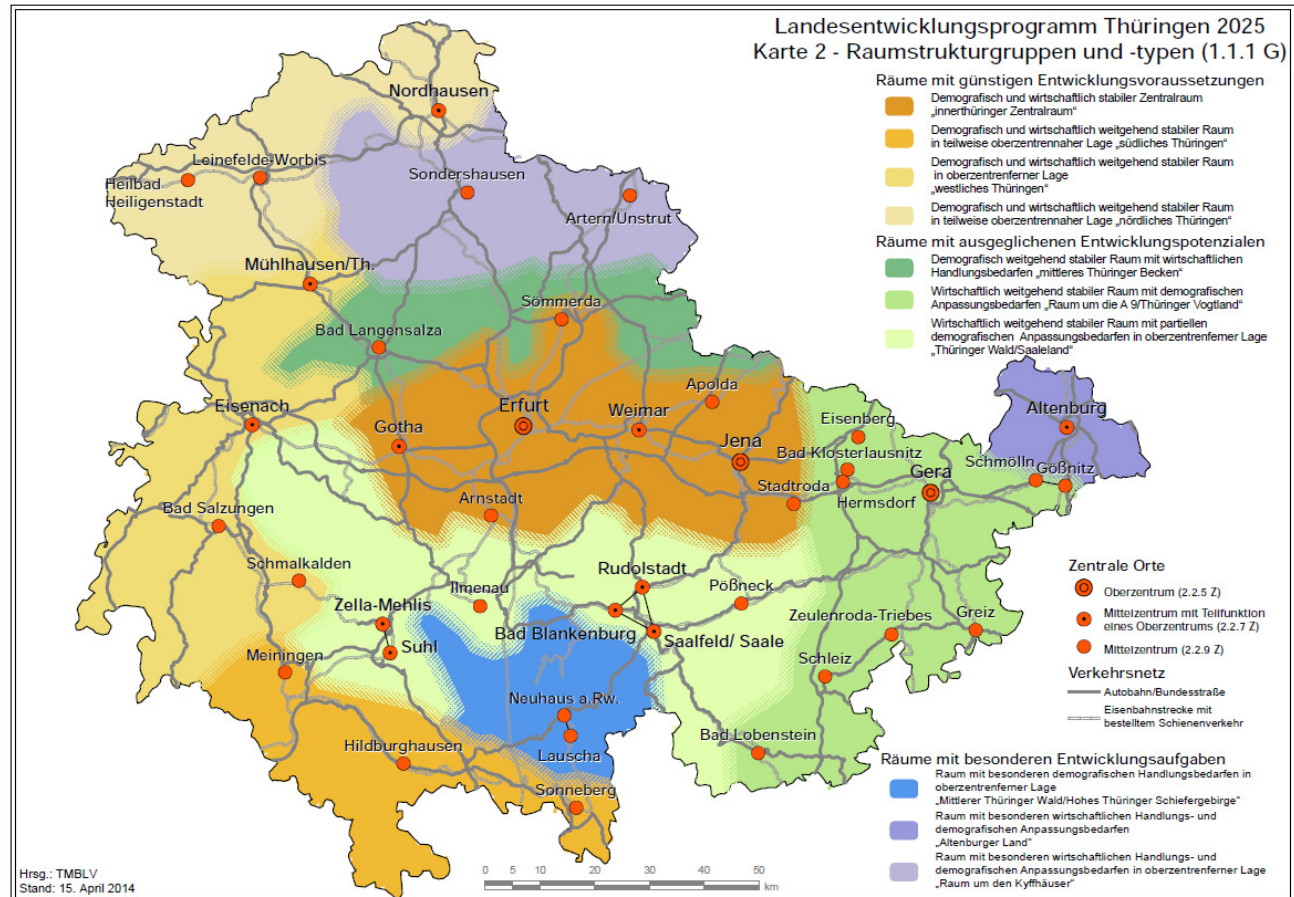 Landesentwicklungsprogramm Thüringen 2025
Karte 2 - Raumstrukturgruppen und -typen (1.1.1 G)
Räume mit günstigen Entwicklungsvoraussetzungen
Demografisch und wirtschaftlich stabiler Zentralraum
„innerthüringer Zentralraum“
Demografisch und wirtschaftlich weitgehend stabiler Raum
in teilweise oberzentrennaher Lage „südliches Thüringen“
Demografisch und wirtschaftlich weitgehend stabiler Raum
in oberzentrenferner Lage
„westliches Thüringen“
Demografisch und wirtschaftlich weitgehend stabiler Raum
in teilweise oberzentrennaher Lage „nördliches Thüringen“
Räume mit ausgeglichenen Entwicklungspotenzialen
Demografisch weitgehend stabiler Raum mit wirtschaftlichen
Handlungsbedarfen „mittleres Thüringer Becken“
Wirtschaftlich weitgehend stabiler Raum mit demografischen
Anpassungsbedarfen „Raum um die A 9/Thüringer Vogtland“
Wirtschaftlich weitgehend stabiler Raum mit partiellen
demografischen Anpassungsbedarfen in oberzentrenferner Lage
„Thüringer Wald/Saaleland“
Nordhausen
Leinefelde-Worbis
Heilbad
Heiligenstadt
Sondershausen
Artern/Unstrut
Mühlhausen/Th.
Sömmerda
Bad Langensalza
Apolda
Eisenach
Gotha
Erfurt
Weimar
Jena
Eisenberg
Bad Klosterlausnitz
Altenburg
Schmölln
Gößnitz
Gera
Stadtroda
Hermsdorf
Arnstadt
Bad Salzungen
Schmalkalden
Ilmenau
Rudolstadt
Pößneck
Zella-Mehlis
Bad Blankenburg
Saalfeld/ Saale
Zeulenroda-Triebes
Greiz
Suhl
Meiningen
Schleiz
Neuhaus a.Rw.
Lauscha
Hildburghausen
Bad Lobenstein
Sonneberg
Zentrale Orte
Oberzentrum (2.2.5 Z)
Mittelzentrum mit Teilfunktion
eines Oberzentrums (2.2.7 Z)
Mittelzentrum (2.2.9 Z)
Verkehrsnetz
Autobahn/Bundesstraße
Eisenbahnstrecke mit
bestelltem Schienenverkehr
Räume mit besonderen Entwicklungsaufgaben
Raum mit besonderen demografischen Handlungsbedarfen in
oberzentrenferner Lage
„Mittlerer Thüringer Wald/Hohes Thüringer Schiefergebirge“
Raum mit besonderen wirtschaftlichen Handlungs- und
demografischen Anpassungsbedarfen
„Altenburger Land“
Raum mit besonderen wirtschaftlichen Handlungs- und
demografischen Anpassungsbedarfen in oberzentrenferner Lage
„Raum um den Kyffhäuser“
0 5 10 20 30 40 50
km
Hrsg.: TMBLV
Stand: 15. April 2014